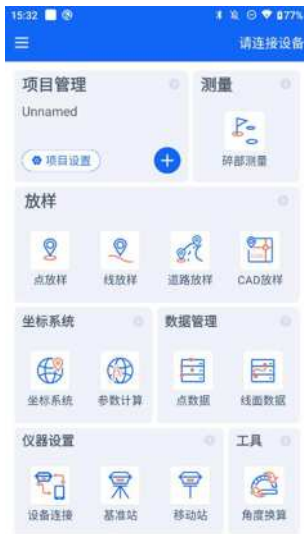 15:32 77%
请连接设备
项目管理 测量
Unnamed
项目设置
碎部测量
放样
点放样 线放样 道路放样 CAD放样
坐标系统 数据管理
坐标系统 参数计算 点数据 线面数据
仪器设置 工具
设备连接 基准站 移动站 角度换算